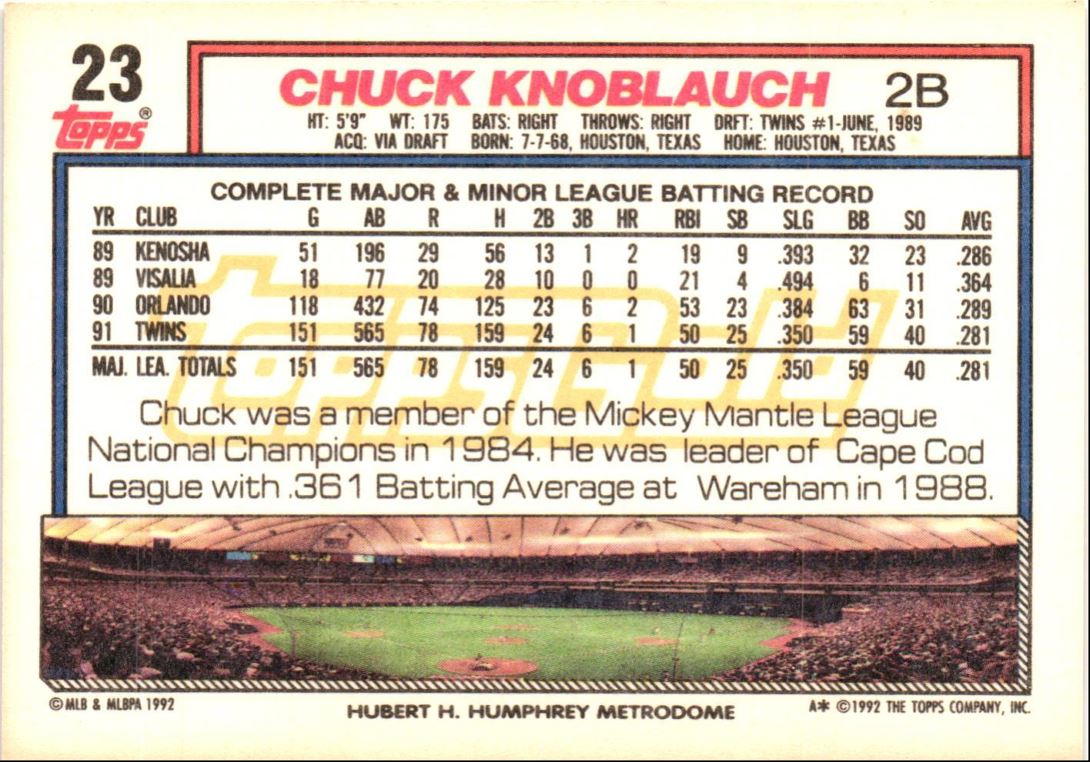 23
Topps®
CHUCK KNOBLAUCH 2B
HT: 5'9" WT: 175 BATS: RIGHT THROWS: RIGHT DRFT: TWINS #1-JUNE, 1989
ACQ: VIA DRAFT BORN: 7-7-68, HOUSTON, TEXAS HOME: HOUSTON, TEXAS
COMPLETE MAJOR & MINOR LEAGUE BATTING RECORD
YR CLUB G AB R H 2B 3B HR RBI SB SLG BB SO AVG
89 KENOSHA 51 196 29 56 13 1 2 19 9 .393 32 23 .286
89 VISALIA 18 77 20 28 10 0 0 21 4 .494 6 11 .364
90 ORLANDO 118 432 74 125 23 6 2 53 23 .384 63 31 .289
91 TWINS 151 565 78 159 24 6 1 50 25 .350 59 40 .281
MAJ. LEA. TOTALS 151 565 78 159 24 6 1 50 25 .350 59 40 .281
ToppsGold
Chuck was a member of the Mickey Mantle League
National Champions in 1984. He was leader of Cape Cod
League with .361 Batting Average at Wareham in 1988.
© MLB & MLBPA 1992
HUBERT H. HUMPHREY METRODOME
A* © 1992 THE TOPPS COMPANY, INC.